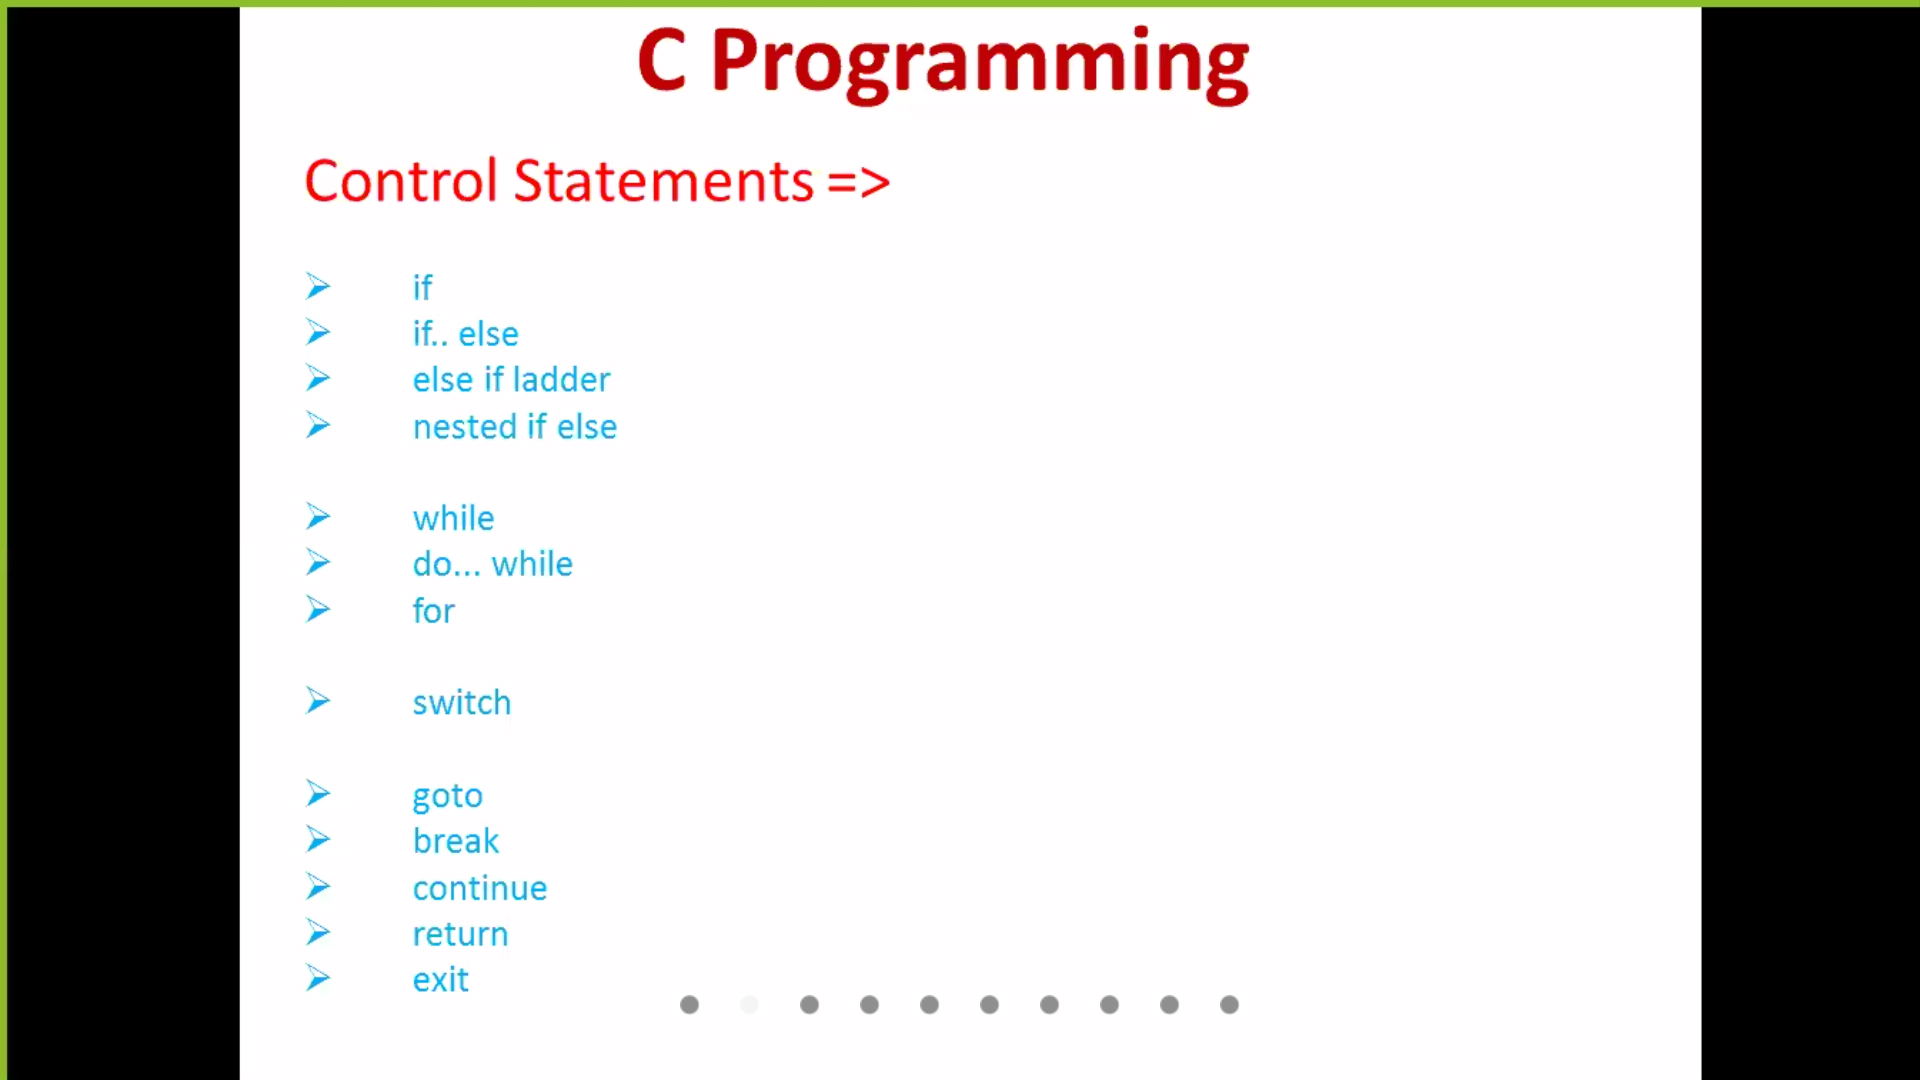 C Programming
Control Statements =>
➢ if
➢ if.. else
➢ else if ladder
➢ nested if else
➢ while
➢ do... while
➢ for
➢ switch
➢ goto
➢ break
➢ continue
➢ return
➢ exit